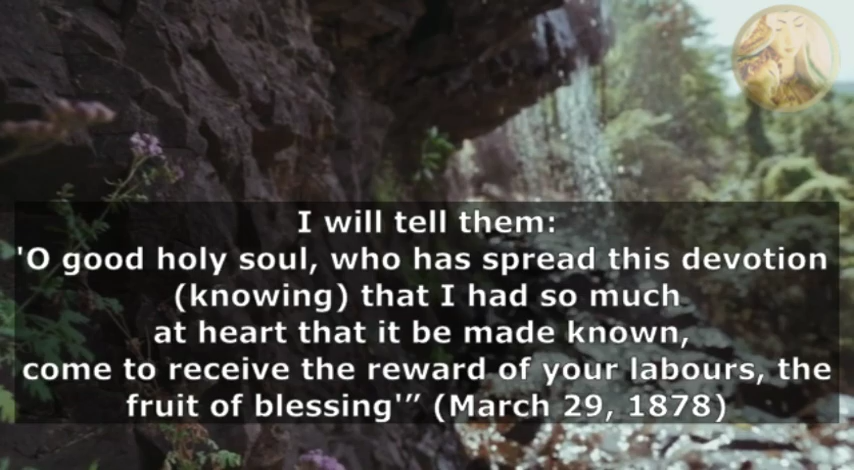 I will tell them:
'O good holy soul, who has spread this devotion
(knowing) that I had so much
at heart that it be made known,
come to receive the reward of your labours, the
fruit of blessing'” (March 29, 1878)